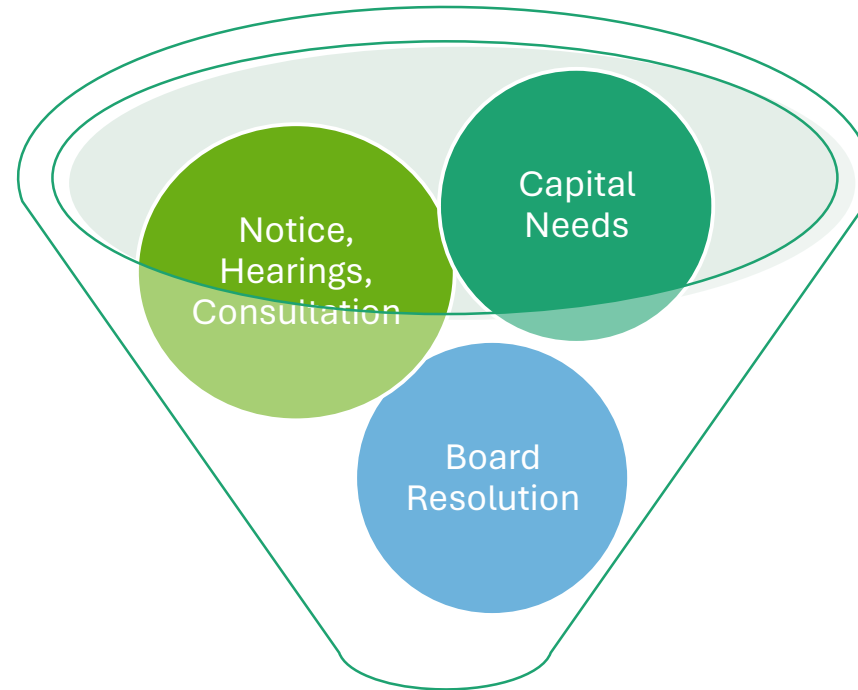 Notice,
Hearings,
Consultation
Capital
Needs
Board
Resolution